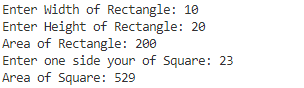 Enter Width of Rectangle: 10
Enter Height of Rectangle: 20
Area of Rectangle: 200
Enter one side your of Square: 23
Area of Square: 529